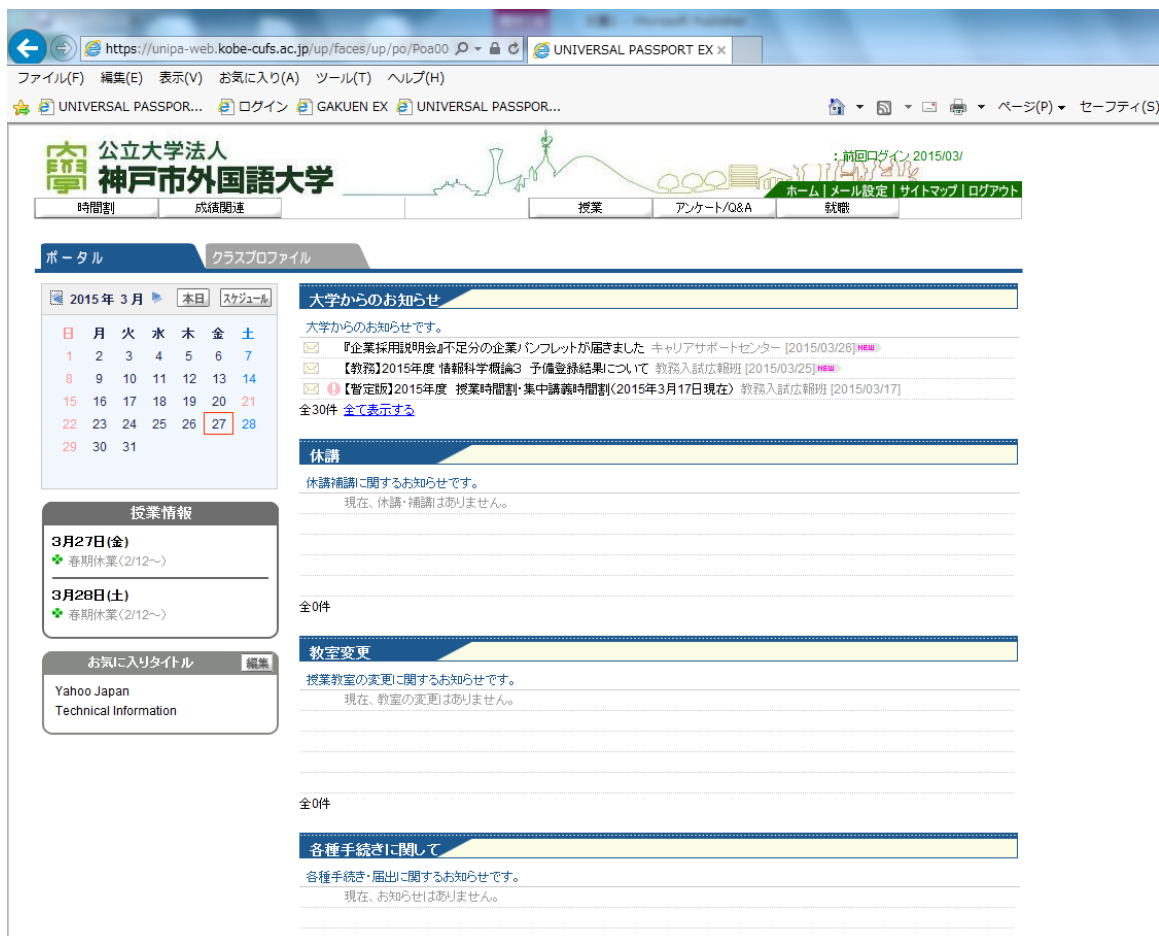 https://unipa-web.kobe-cufs.ac.jp/up/faces/up/po/Poa00
UNIVERSAL PASSPORT EX
ファイル(F) 編集(E) 表示(V) お気に入り(A) ツール(T) ヘルプ(H)
UNIVERSAL PASSPOR... ログイン GAKUEN EX UNIVERSAL PASSPOR... ページ(P) セーフティ(S)
公立大学法人
神戸市外国語大学
: 前回ログイン 2015/03/
ホーム | メール設定 | サイトマップ | ログアウト
時間割 成績関連 授業 アンケート/Q&A 就職
ポータル クラスプロファイル
2015年 3月 本日 スケジュール
日 月 火 水 木 金 土
1 2 3 4 5 6 7
8 9 10 11 12 13 14
15 16 17 18 19 20 21
22 23 24 25 26 27 28
29 30 31
授業情報
3月27日(金)
春期休業(2/12～)
3月28日(土)
春期休業(2/12～)
お気に入りタイトル 編集
Yahoo Japan
Technical Information
大学からのお知らせ
大学からのお知らせです。
『企業採用説明会』不足分の企業パンフレットが届きました キャリアサポートセンター [2015/03/26] NEW
【教務】2015年度 情報科学概論3 予備登録結果について 教務入試広報班 [2015/03/25] NEW
【暫定版】2015年度 授業時間割・集中講義時間割(2015年3月17日現在) 教務入試広報班 [2015/03/17]
全30件 全て表示する
休講
休講補講に関するお知らせです。
現在、休講・補講はありません。
全0件
教室変更
授業教室の変更に関するお知らせです。
現在、教室の変更はありません。
全0件
各種手続きに関して
各種手続き・届出に関するお知らせです。
現在、お知らせはありません。